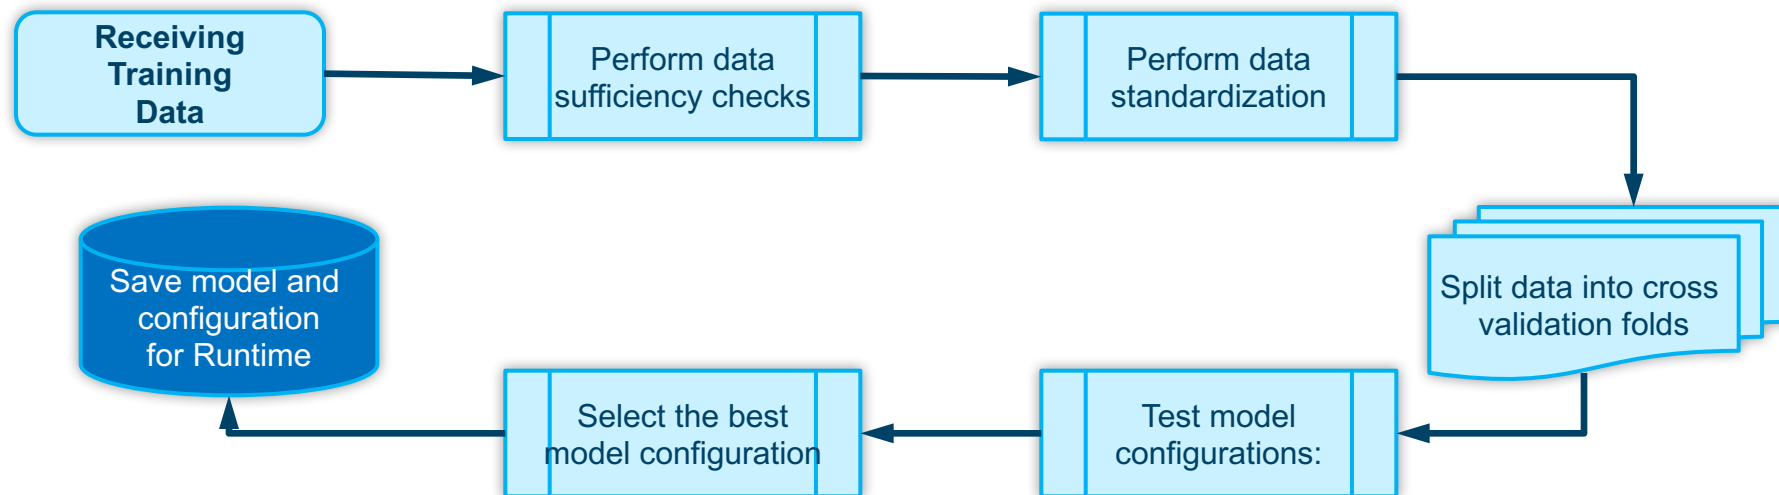 Receiving
Training
Data
Perform data
sufficiency checks
Perform data
standardization
Split data into cross
validation folds
Test model
configurations:
Select the best
model configuration
Save model and
configuration
for Runtime